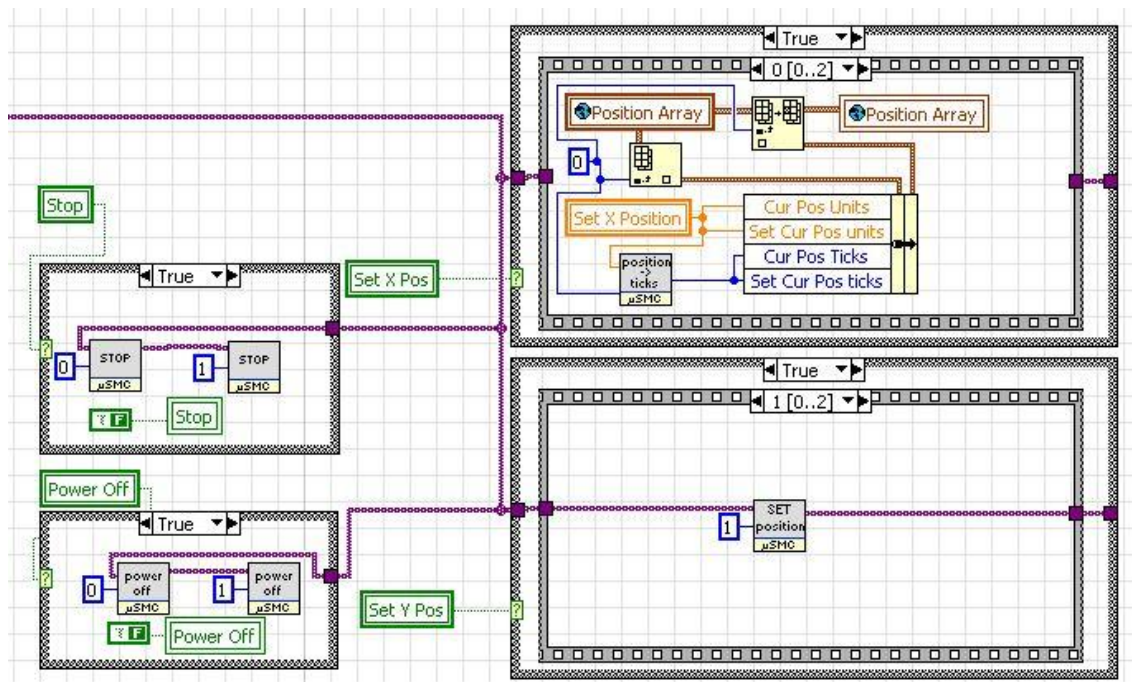 True
0 [0..2]
Position Array
Position Array
0
Set X Position
Cur Pos Units
Set Cur Pos units
Cur Pos Ticks
Set Cur Pos ticks
position
->
ticks
µSMC
Set X Pos
?
Stop
True
?
0
STOP
µSMC
1
STOP
µSMC
F
Stop
True
1 [0..2]
SET
position
µSMC
1
Set Y Pos
?
Power Off
True
?
0
power
off
µSMC
1
power
off
µSMC
F
Power Off